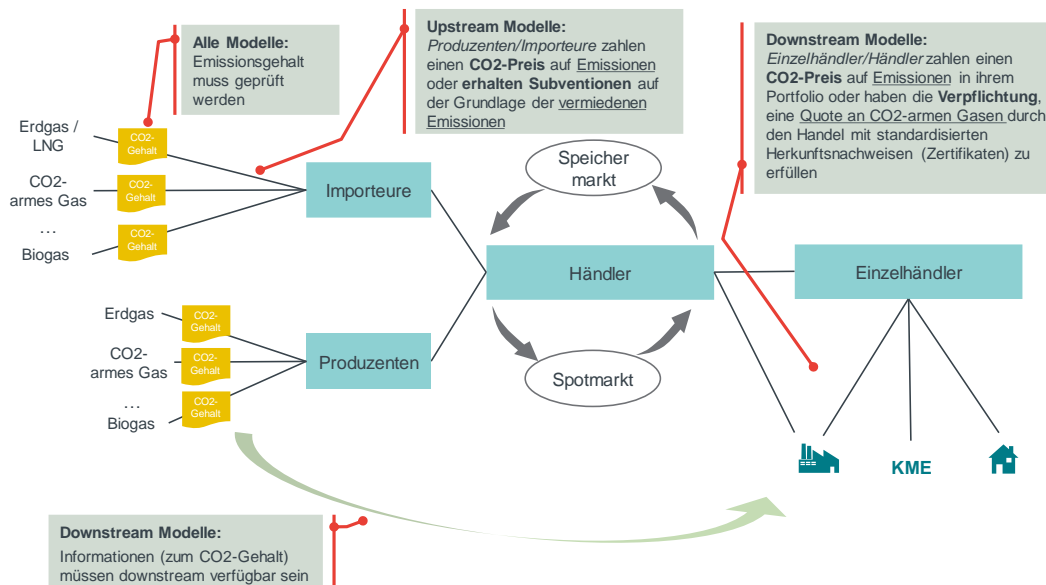 Alle Modelle:
Emissionsgehalt
muss geprüft
werden
Upstream Modelle:
Produzenten/Importeure zahlen
einen CO2-Preis auf Emissionen
oder erhalten Subventionen auf
der Grundlage der vermiedenen
Emissionen
Downstream Modelle:
Einzelhändler/Händler zahlen einen
CO2-Preis auf Emissionen in ihrem
Portfolio oder haben die Verpflichtung,
eine Quote an CO2-armen Gasen durch
den Handel mit standardisierten
Herkunftsnachweisen (Zertifikaten) zu
erfüllen
Erdgas /
LNG
CO2-
Gehalt
CO2-
armes Gas
CO2-
Gehalt
…
Biogas
CO2-
Gehalt
Importeure
Speicher
markt
Händler
Einzelhändler
Erdgas
CO2-
Gehalt
CO2-
armes Gas
CO2-
Gehalt
…
Biogas
CO2-
Gehalt
Produzenten
Spotmarkt
KME
Downstream Modelle:
Informationen (zum CO2-Gehalt)
müssen downstream verfügbar sein